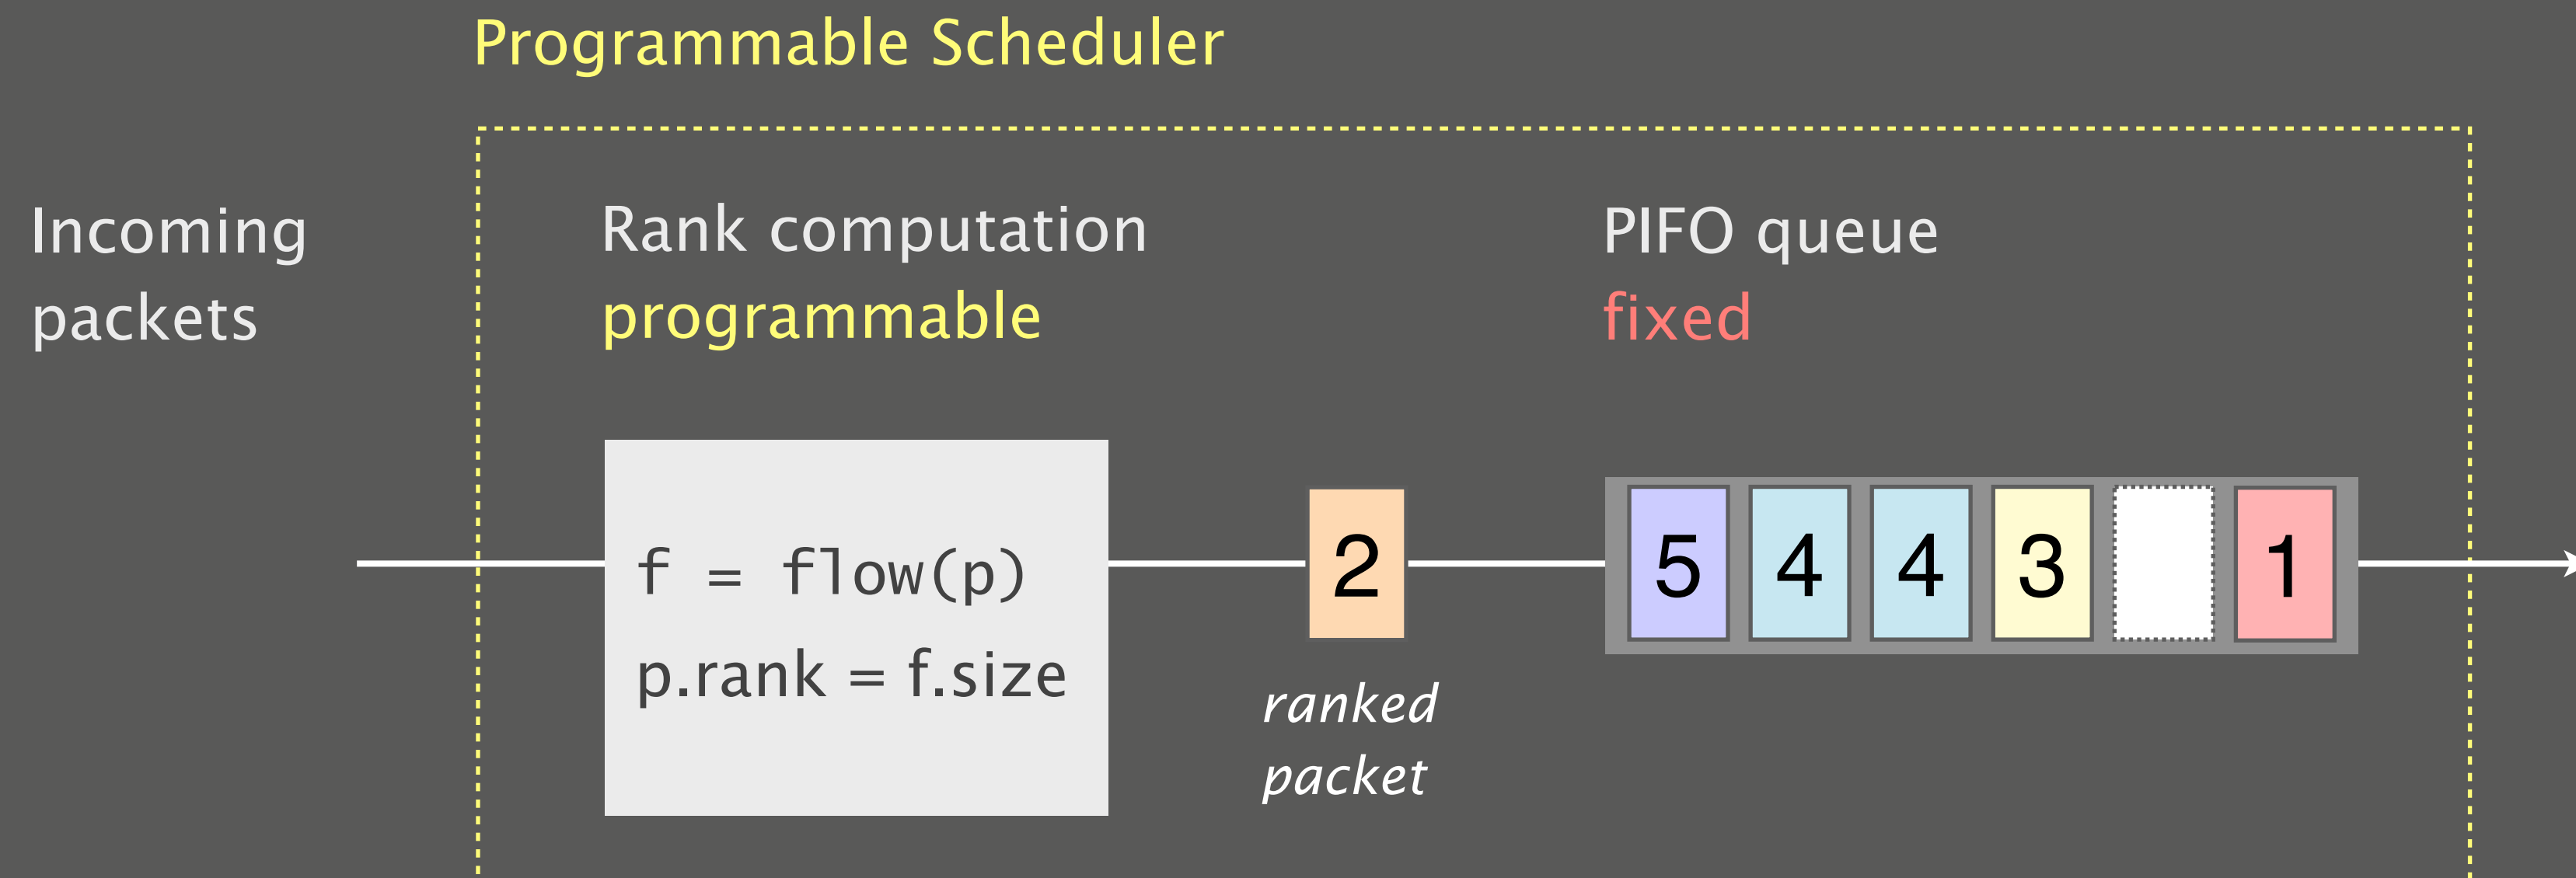 Programmable Scheduler
Incoming
packets
Rank computation
programmable
PIFO queue
fixed
f = flow(p)
p.rank = f.size
2
ranked
packet
5 4 4 3 1